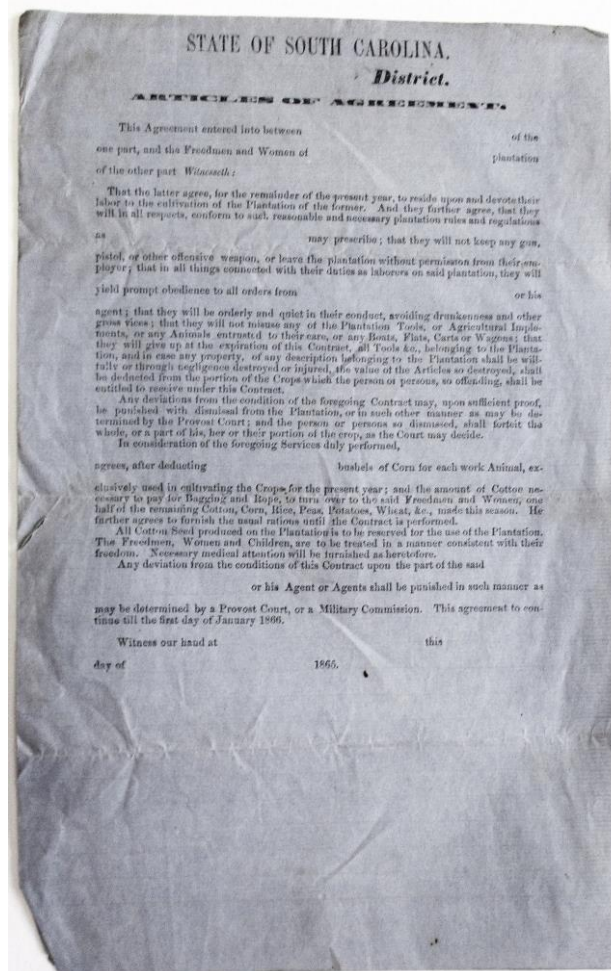 STATE OF SOUTH CAROLINA.
District.
ARTICLES OF AGREEMENT.
This Agreement entered into between of the
one part, and the Freedmen and Women of plantation
of the other part Witnesseth:
That the latter agree, for the remainder of the present year, to reside upon and devote their
labor to the cultivation of the Plantation of the former. And they further agree, that they
will in all respects, conform to such reasonable and necessary plantation rules and regulations
as may prescribe; that they will not keep any gun,
pistol, or other offensive weapon, or leave the plantation without permission from their em-
ployer; that in all things connected with their duties as laborers on said plantation, they will
yield prompt obedience to all orders from or his
agent; that they will be orderly and quiet in their conduct, avoiding drunkenness and other
gross vices; that they will not misuse any of the Plantation Tools, or Agricultural Imple-
ments, or any Animals entrusted to their care, or any Boats, Flats, Carts or Wagons; that
they will give up at the expiration of this Contract, all Tools &c., belonging to the Planta-
tion, and in case any property, of any description belonging to the Plantation shall be will-
fully or through negligence destroyed or injured, the value of the Articles so destroyed, shall
be deducted from the portion of the Crops which the person or persons, so offending, shall be
entitled to receive under this Contract.
Any deviations from the condition of the foregoing Contract may, upon sufficient proof,
be punished with dismissal from the Plantation, or in such other manner as may be de-
termined by the Provost Court; and the person or persons so dismissed, shall forfeit the
whole, or a part of his, her or their portion of the crop, as the Court may decide.
In consideration of the foregoing Services duly performed,
agrees, after deducting bushels of Corn for each work Animal, ex-
clusively used in cultivating the Crops for the present year; and the amount of Cotton ne-
cessary to pay for Bagging and Rope, to turn over to the said Freedmen and Women, one
half of the remaining Cotton, Corn, Rice, Peas, Potatoes, Wheat, &c., made this season. He
further agrees to furnish the usual rations until the Contract is performed.
All Cotton Seed produced on the Plantation is to be reserved for the use of the Plantation.
The Freedmen, Women and Children, are to be treated in a manner consistent with their
freedom. Necessary medical attention will be furnished as heretofore.
Any deviation from the conditions of this Contract upon the part of the said
or his Agent or Agents shall be punished in such manner as
may be determined by a Provost Court, or a Military Commission. This agreement to con-
tinue till the first day of January 1866.
Witness our hand at this
day of 1865.